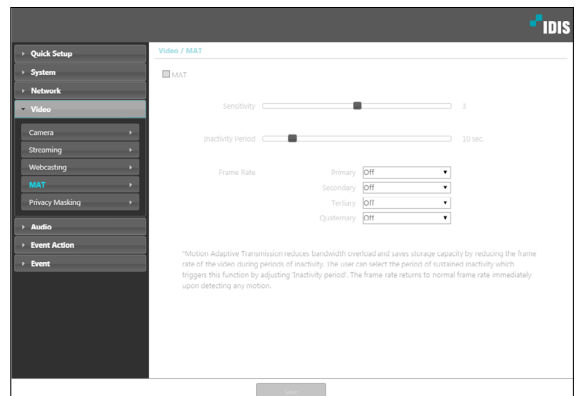 IDIS
Quick Setup
System
Network
Video
Camera
Streaming
Webcasting
MAT
Privacy Masking
Audio
Event Action
Event
Video / MAT
MAT
Sensitivity
Inactivity Period 10 sec.
Frame Rate Primary Off
Secondary Off
Tertiary Off
Quaternary Off
*Motion Adaptive Transmission reduces bandwidth overload and saves storage capacity by reducing the frame
rate of the video during periods of inactivity. The user can select the period of sustained inactivity which
triggers this function by adjusting 'Inactivity period'. The frame rate returns to normal frame rate immediately
upon detecting any motion.